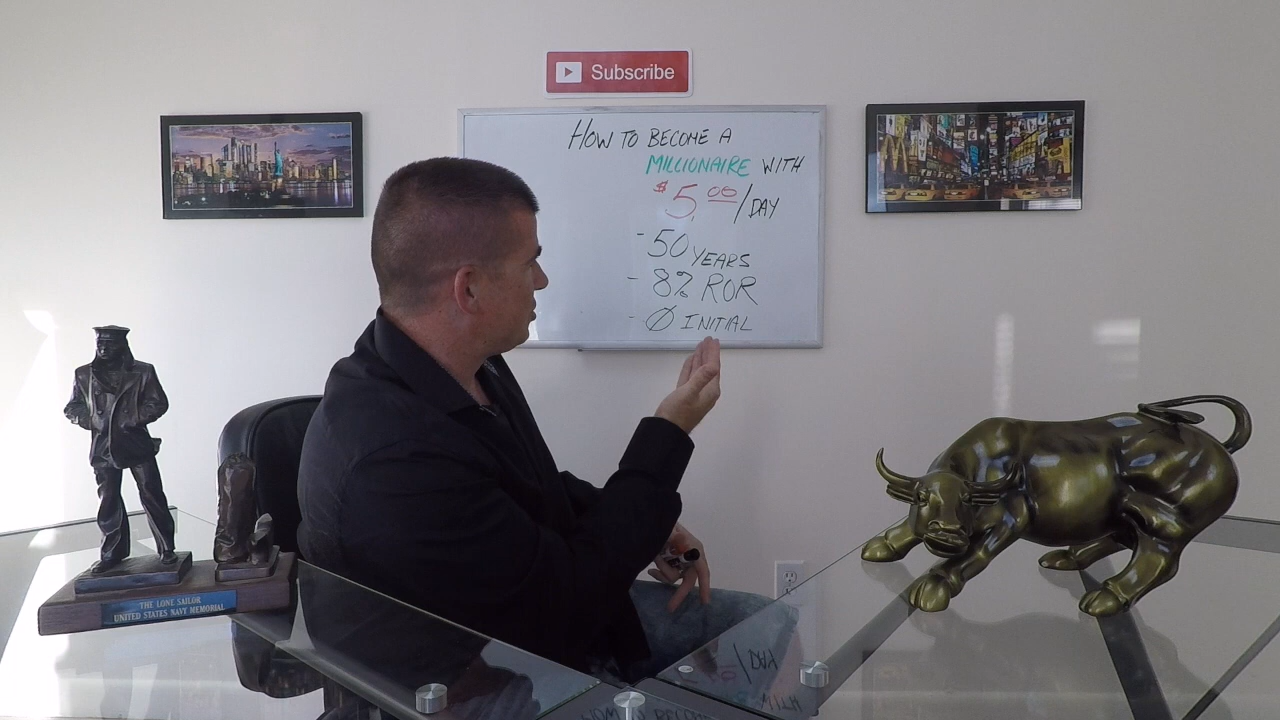 Subscribe
HOW TO BECOME A
MILLIONAIRE WITH
$5.00/DAY
- 50 YEARS
- 8% ROR
- Ø INITIAL
THE LONE SAILOR
UNITED STATES NAVY MEMORIAL